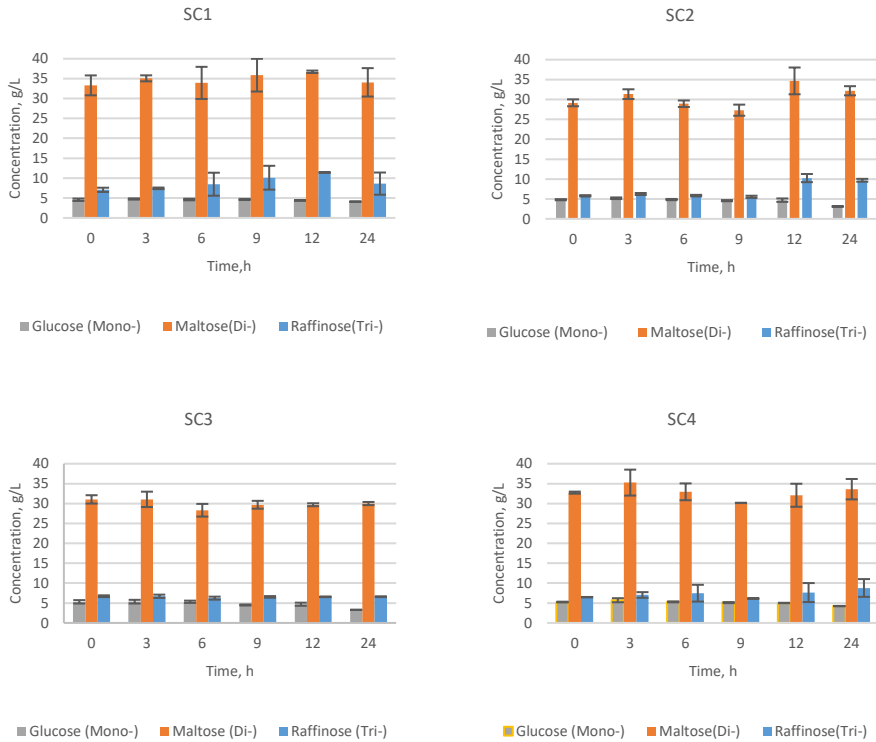 SC1
Concentration, g/L
40
35
30
25
20
15
10
5
0
0 3 6 9 12 24
Time,h
Glucose (Mono-) Maltose(Di-) Raffinose(Tri-)
SC2
Concentration, g/L
40
35
30
25
20
15
10
5
0
0 3 6 9 12 24
Time, h
Glucose (Mono-) Maltose(Di-) Raffinose(Tri-)
SC3
Concentration, g/L
40
35
30
25
20
15
10
5
0
0 3 6 9 12 24
Time, h
Glucose (Mono-) Maltose (Di-) Raffinose (Tri-)
SC4
Concentration, g/L
40
35
30
25
20
15
10
5
0
0 3 6 9 12 24
Time, h
Glucose (Mono-) Maltose(Di-) Raffinose(Tri-)